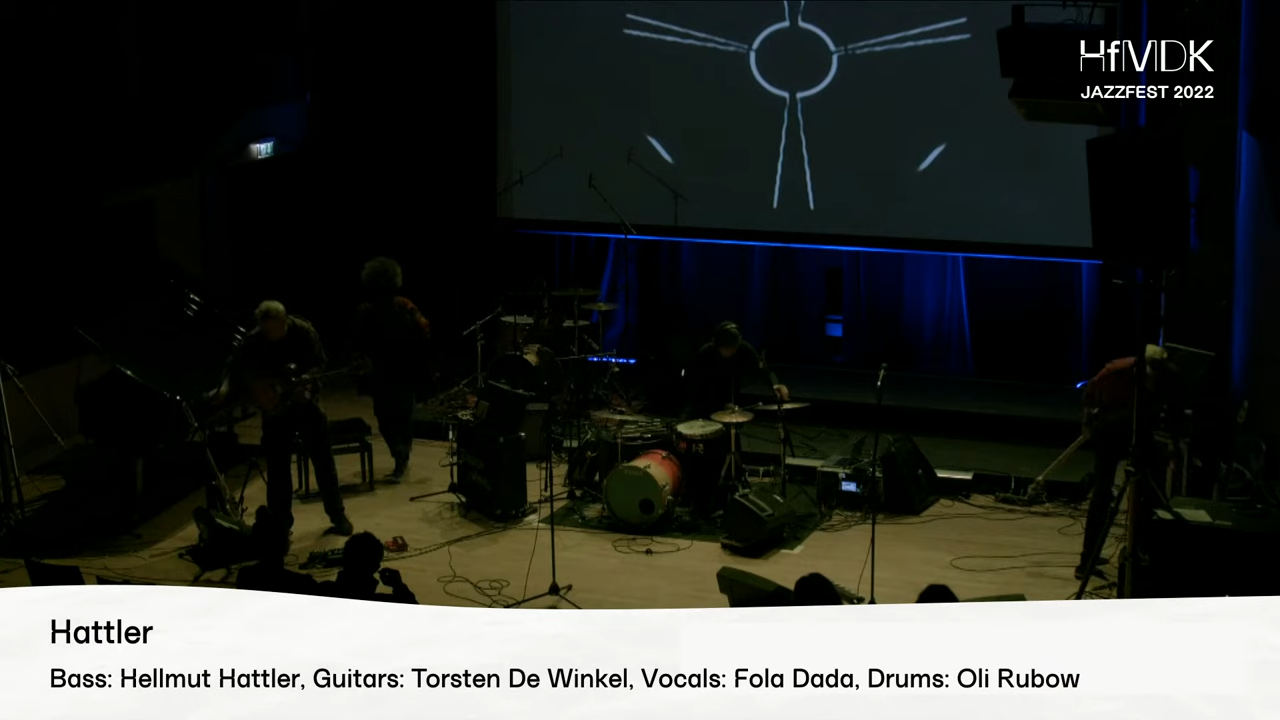 HfMDK
JAZZFEST 2022
Hattler
Bass: Hellmut Hattler, Guitars: Torsten De Winkel, Vocals: Fola Dada, Drums: Oli Rubow